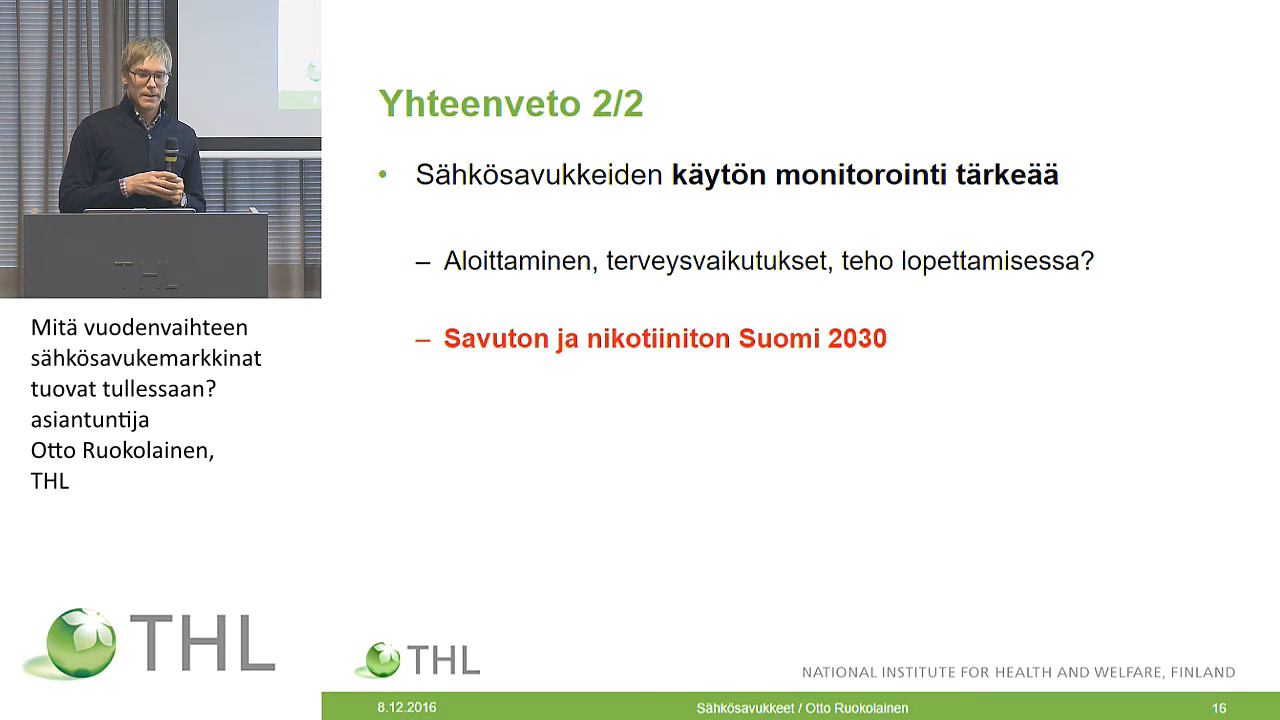 Yhteenveto 2/2
• Sähkösavukkeiden käytön monitorointi tärkeää
– Aloittaminen, terveysvaikutukset, teho lopettamisessa?
– Savuton ja nikotiiniton Suomi 2030
THL
Mitä vuodenvaihteen
sähkösavukemarkkinat
tuovat tullessaan?
asiantuntija
Otto Ruokolainen,
THL
THL
THL
NATIONAL INSTITUTE FOR HEALTH AND WELFARE, FINLAND
8.12.2016
Sähkösavukkeet / Otto Ruokolainen
16